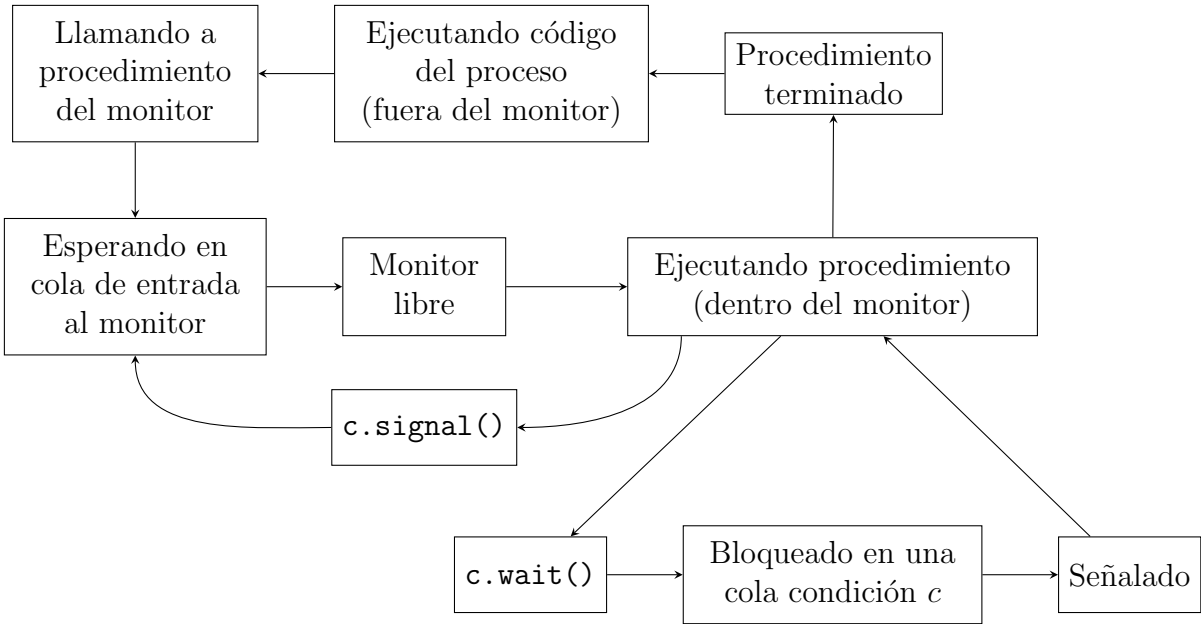 Llamando a
procedimiento
del monitor
Ejecutando código
del proceso
(fuera del monitor)
Procedimiento
terminado
Esperando en
cola de entrada
al monitor
Monitor
libre
Ejecutando procedimiento
(dentro del monitor)
c.signal()
c.wait()
Bloqueado en una
cola condición c
Señalado